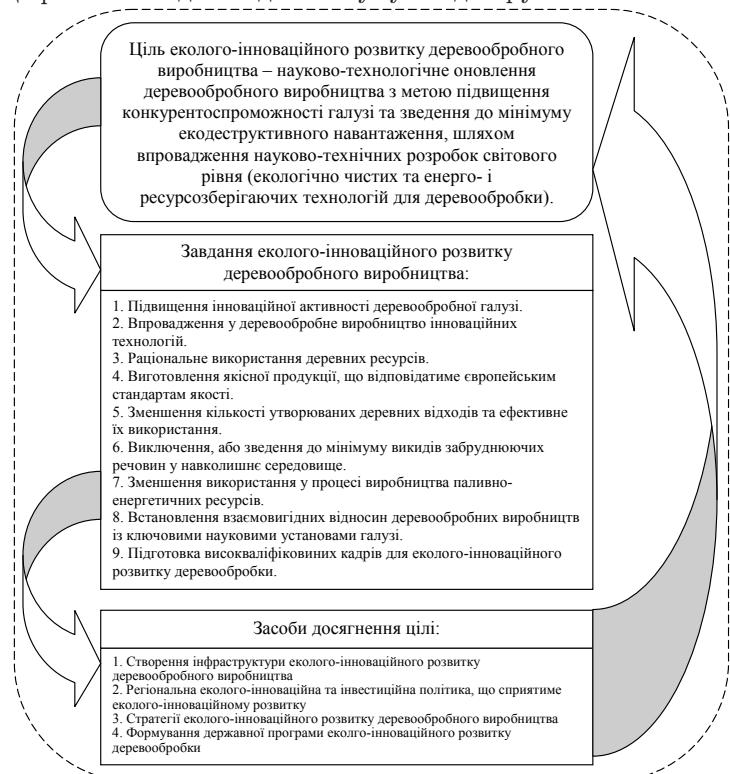 Ціль еколого-інноваційного розвитку деревообробного
виробництва – науково-технологічне оновлення
деревообробного виробництва з метою підвищення
конкурентоспроможності галузі та зведення до мінімуму
екодеструктивного навантаження, шляхом
впровадження науково-технічних розробок світового
рівня (екологічно чистих та енерго- і
ресурсозберігаючих технологій для деревообробки).
Завдання еколого-інноваційного розвитку
деревообробного виробництва:
1. Підвищення інноваційної активності деревообробної галузі.
2. Впровадження у деревообробне виробництво інноваційних
технологій.
3. Раціональне використання деревних ресурсів.
4. Виготовлення якісної продукції, що відповідатиме європейським
стандартам якості.
5. Зменшення кількості утворюваних деревних відходів та ефективне
їх використання.
6. Виключення, або зведення до мінімуму викидів забруднюючих
речовин у навколишнє середовище.
7. Зменшення використання у процесі виробництва паливно-
енергетичних ресурсів.
8. Встановлення взаємовигідних відносин деревообробних виробництв
із ключовими науковими установами галузі.
9. Підготовка висококваліфіковиних кадрів для еколого-інноваційного
розвитку деревообробки.
Засоби досягнення цілі:
1. Створення інфраструктури еколого-інноваційного розвитку
деревообробного виробництва
2. Регіональна еколого-інноваційна та інвестиційна політика, що сприятиме
еколого-інноваційному розвитку
3. Стратегії еколого-інноваційного розвитку деревообробного виробництва
4. Формування державної програми еколго-інноваційного розвитку
деревообробки